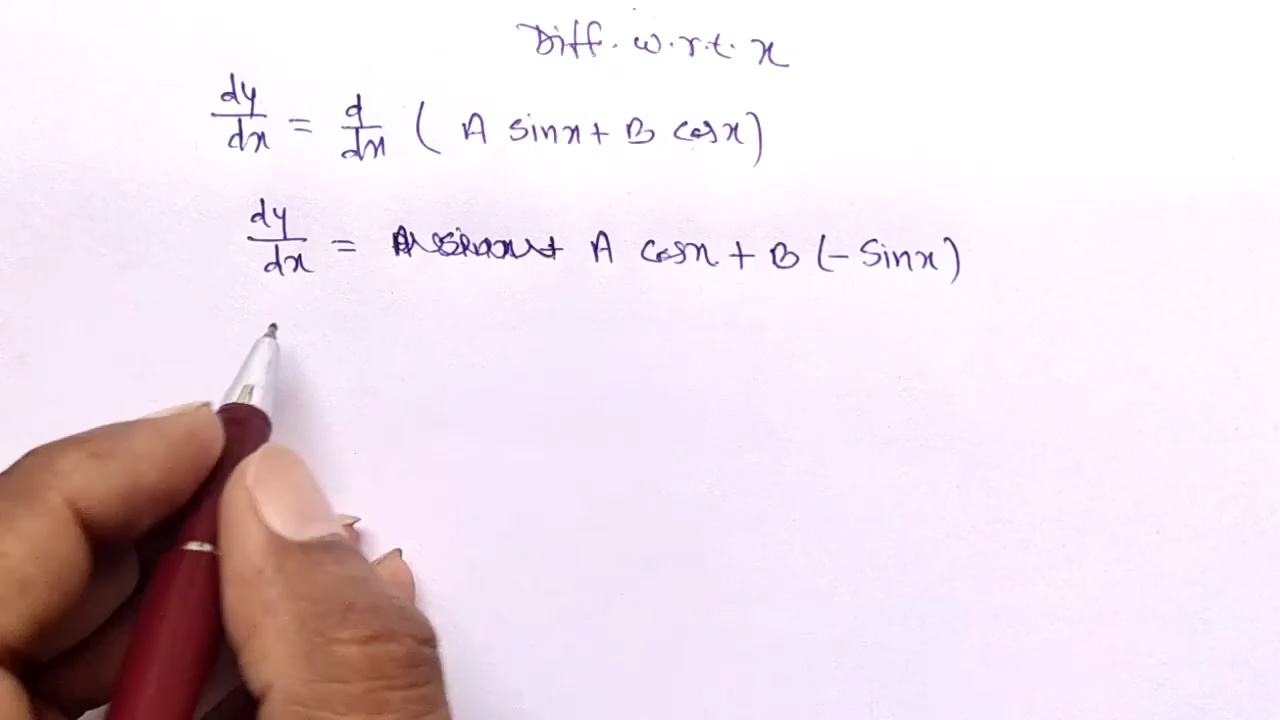 Diff. w.r.t. x
dy/dx = d/dx ( A sinx + B cosx )
dy/dx = A cosx + B (- Sinx )